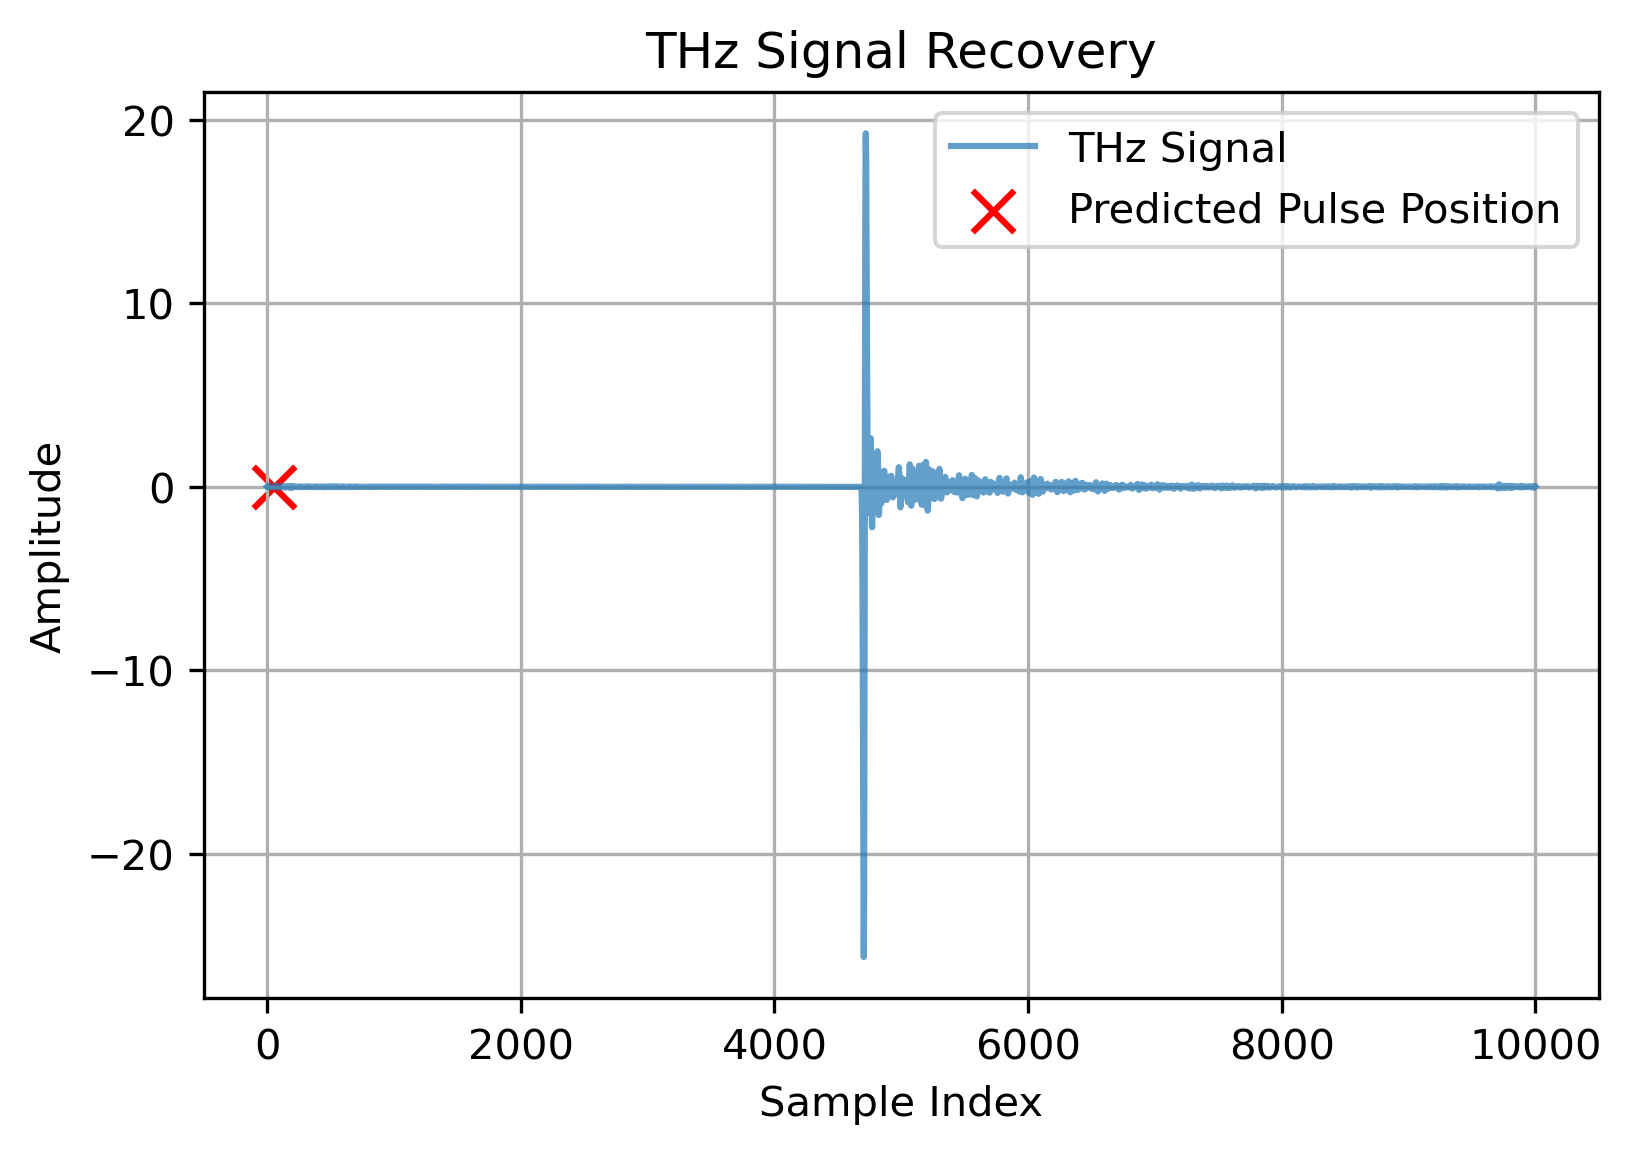 THz Signal Recovery
20
10
0
−10
−20
Amplitude
THz Signal
Predicted Pulse Position
0 2000 4000 6000 8000 10000
Sample Index